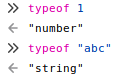 » typeof 1
← "number"
» typeof "abc"
← "string"